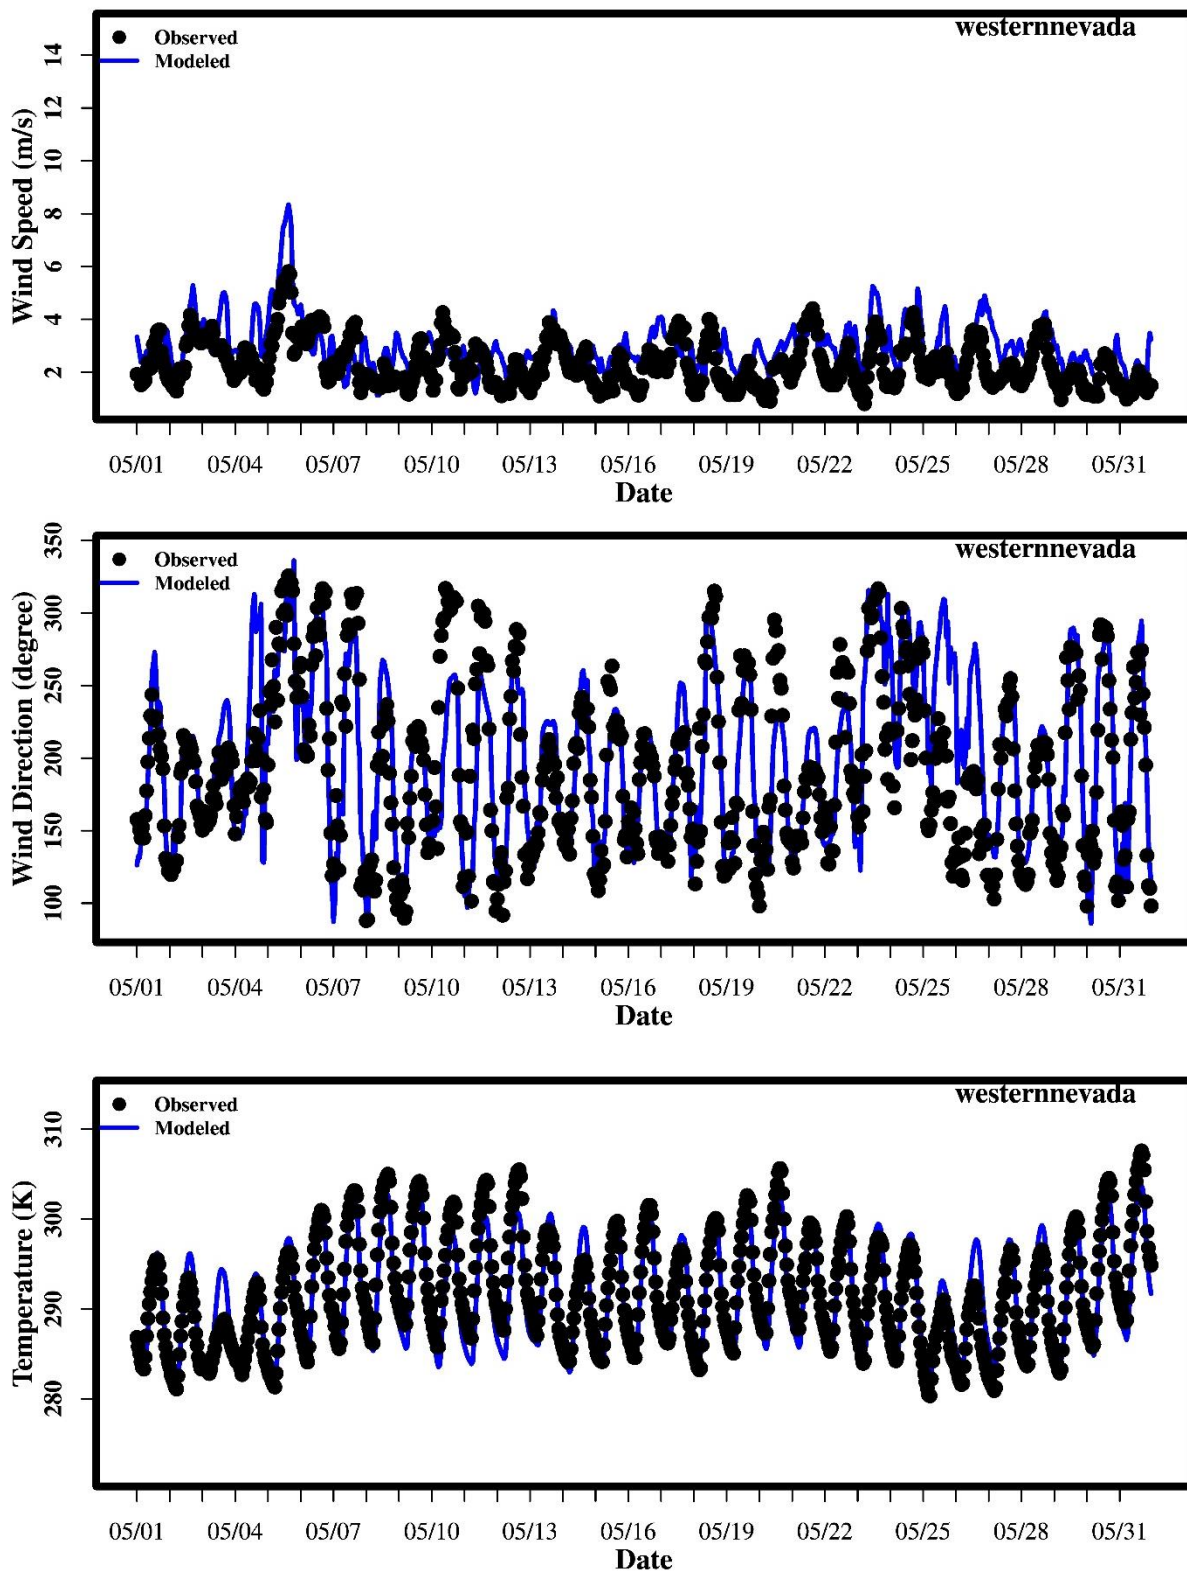 westernnevada
Observed
Modeled
Wind Speed (m/s)
2 4 6 8 10 12 14
05/01 05/04 05/07 05/10 05/13 05/16 05/19 05/22 05/25 05/28 05/31
Date
westernnevada
Observed
Modeled
Wind Direction (degree)
100 150 200 250 300 350
05/01 05/04 05/07 05/10 05/13 05/16 05/19 05/22 05/25 05/28 05/31
Date
westernnevada
Observed
Modeled
Temperature (K)
280 290 300 310
05/01 05/04 05/07 05/10 05/13 05/16 05/19 05/22 05/25 05/28 05/31
Date